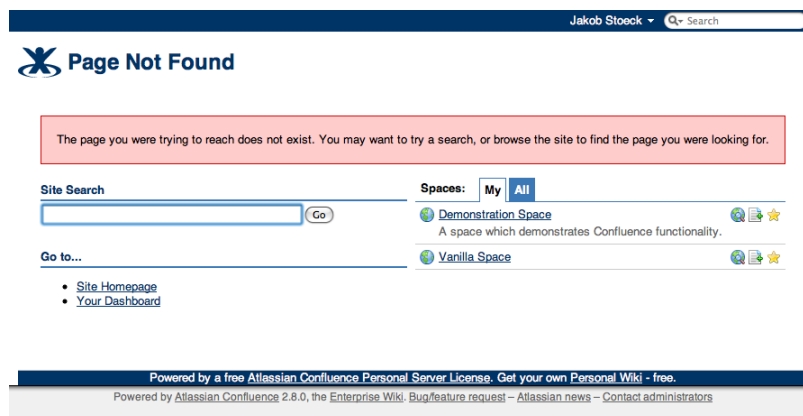 Jakob Stoeck
Search
Page Not Found
The page you were trying to reach does not exist. You may want to try a search, or browse the site to find the page you were looking for.
Site Search
Go
Go to...
Site Homepage
Your Dashboard
Spaces: My All
Demonstration Space
A space which demonstrates Confluence functionality.
Vanilla Space
Powered by a free Atlassian Confluence Personal Server License. Get your own Personal Wiki - free.
Powered by Atlassian Confluence 2.8.0, the Enterprise Wiki. Bug/feature request – Atlassian news – Contact administrators